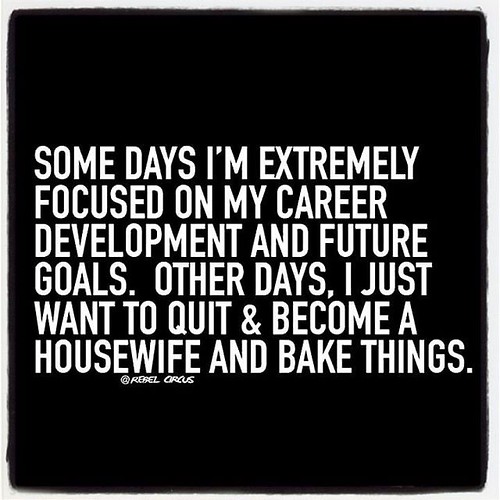 SOME DAYS I'M EXTREMELY
FOCUSED ON MY CAREER
DEVELOPMENT AND FUTURE
GOALS. OTHER DAYS, I JUST
WANT TO QUIT & BECOME A
HOUSEWIFE AND BAKE THINGS.
@REBEL CIRCUS